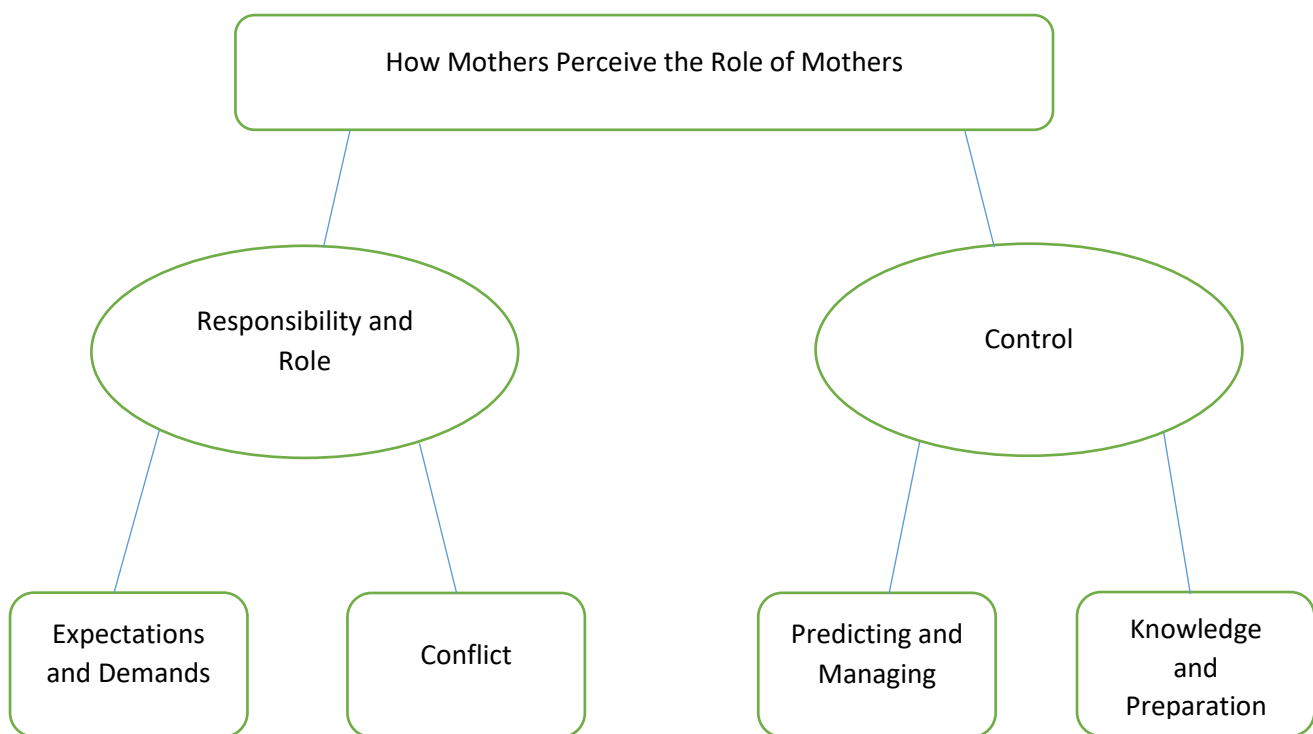 How Mothers Perceive the Role of Mothers
Responsibility and
Role
Control
Expectations
and Demands
Conflict
Predicting and
Managing
Knowledge
and
Preparation